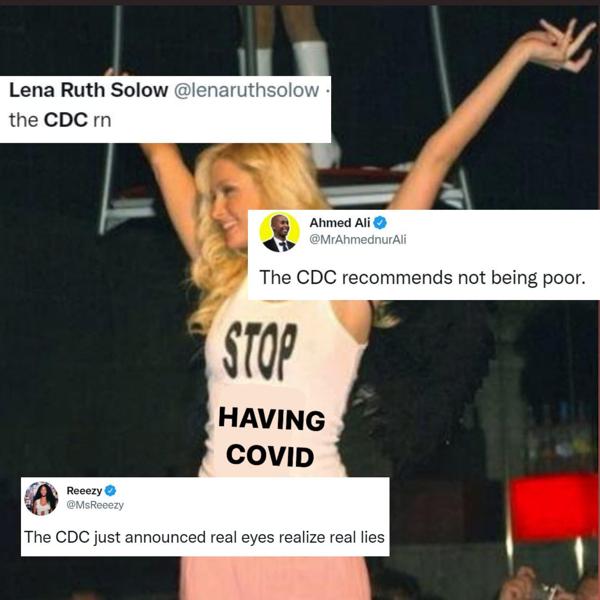 Lena Ruth Solow @lenaruthsolow ·
the CDC rn
Ahmed Ali
@MrAhmednurAli
The CDC recommends not being poor.
STOP
HAVING
COVID
Reeezy
@MsReeezy
The CDC just announced real eyes realize real lies